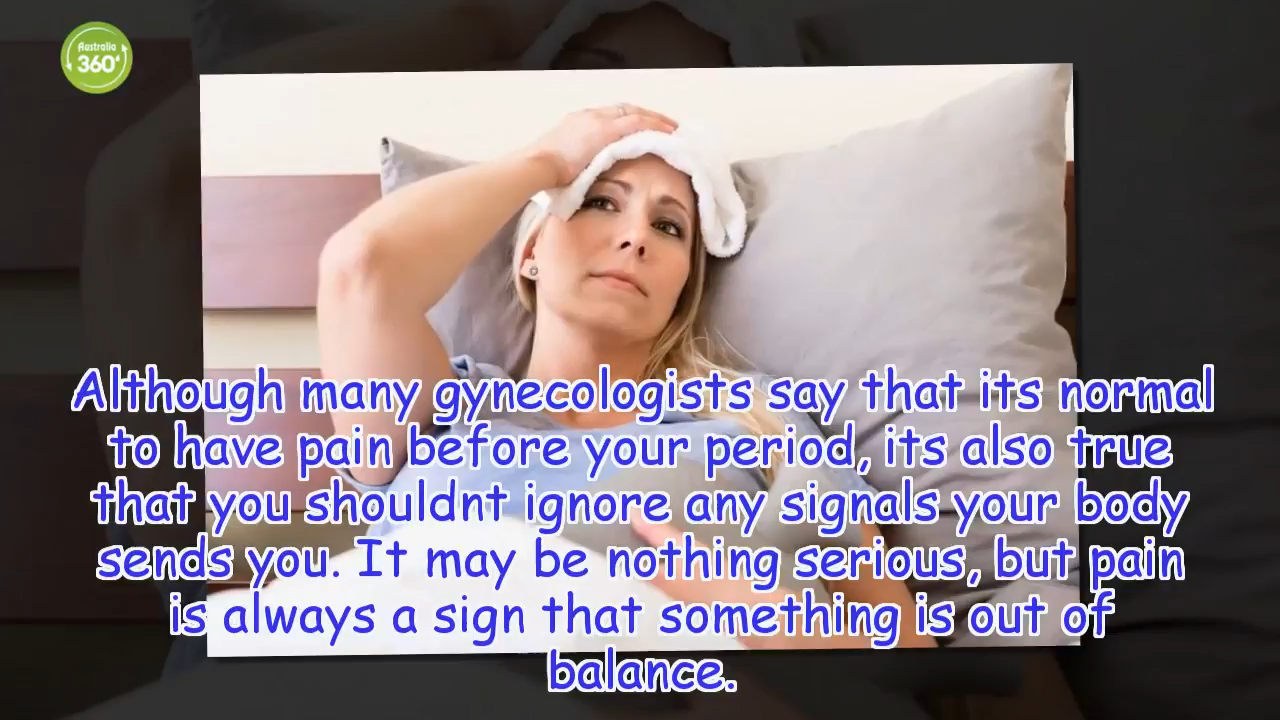 Australia
360°
Although many gynecologists say that its normal
to have pain before your period, its also true
that you shouldnt ignore any signals your body
sends you. It may be nothing serious, but pain
is always a sign that something is out of
balance.